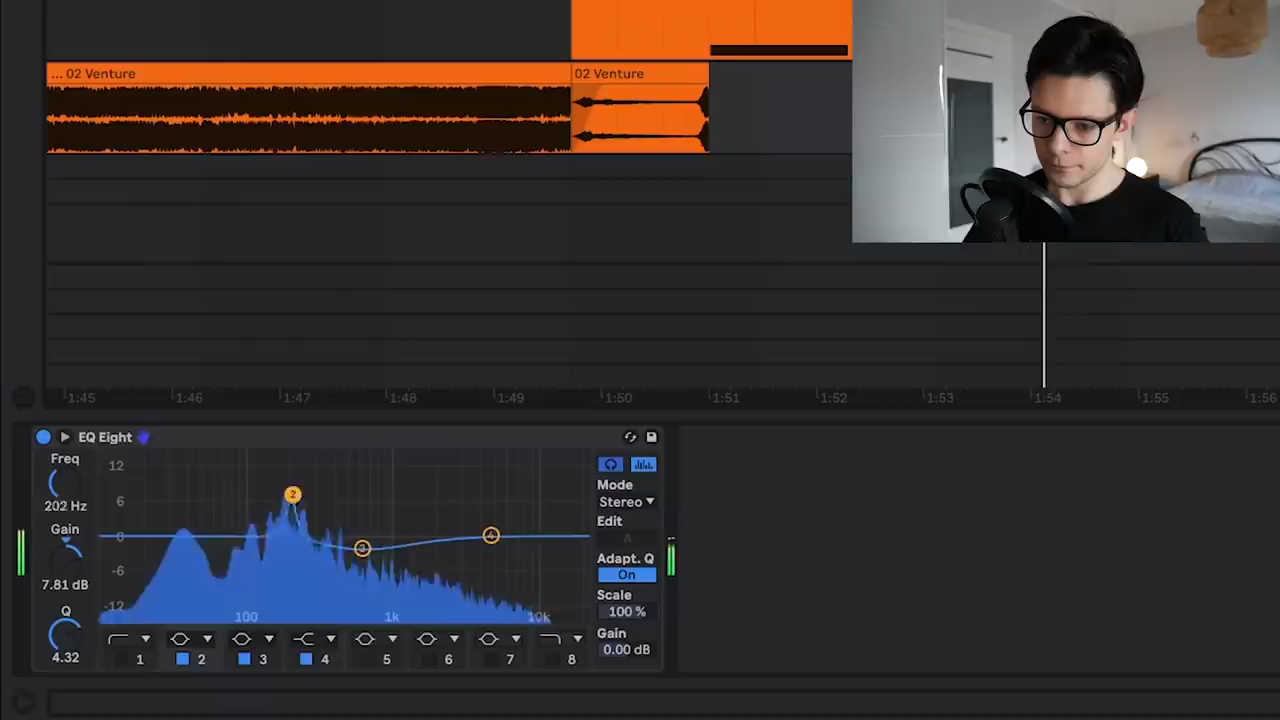 ... 02 Venture
02 Venture
1:45
1:46
1:47
1:48
1:49
1:50
1:51
1:52
1:53
1:54
1:55
1:56
EQ Eight
Freq
202 Hz
Gain
7.81 dB
Q
4.32
12
6
0
-6
-12
100
1k
10k
2
3
4
1
2
3
4
5
6
7
8
Mode
Stereo
Edit
A
Adapt. Q
On
Scale
100 %
Gain
0.00 dB